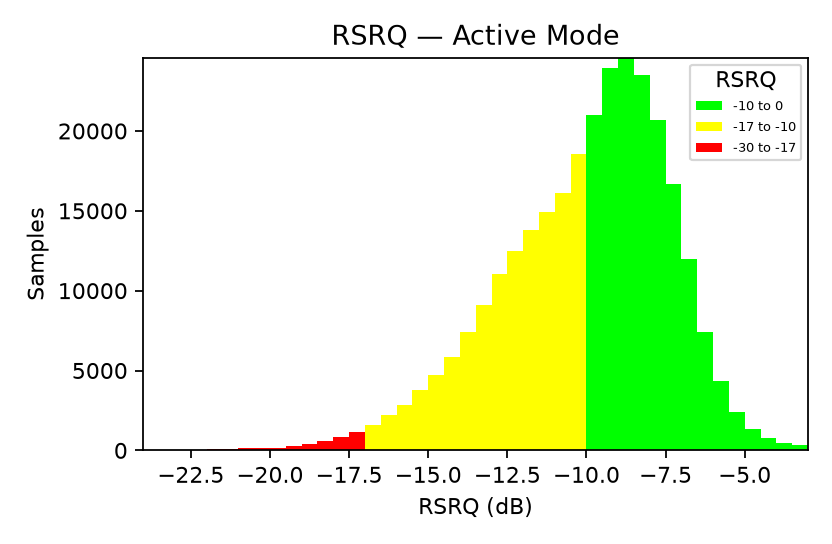 RSRQ — Active Mode
RSRQ
-10 to 0
-17 to -10
-30 to -17
Samples
20000
15000
10000
5000
0
−22.5 −20.0 −17.5 −15.0 −12.5 −10.0 −7.5 −5.0
RSRQ (dB)